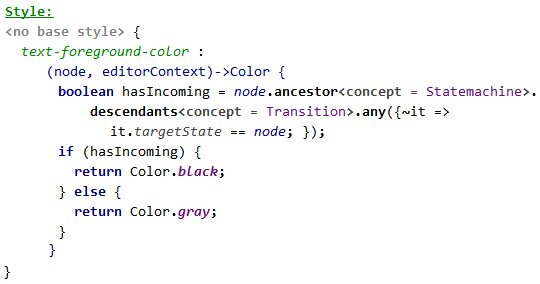 Style:
<no base style> {
text-foreground-color :
(node, editorContext)->Color {
boolean hasIncoming = node.ancestor<concept = Statemachine>.
descendants<concept = Transition>.any({~it =>
it.targetState == node; });
if (hasIncoming) {
return Color.black;
} else {
return Color.gray;
}
}
}